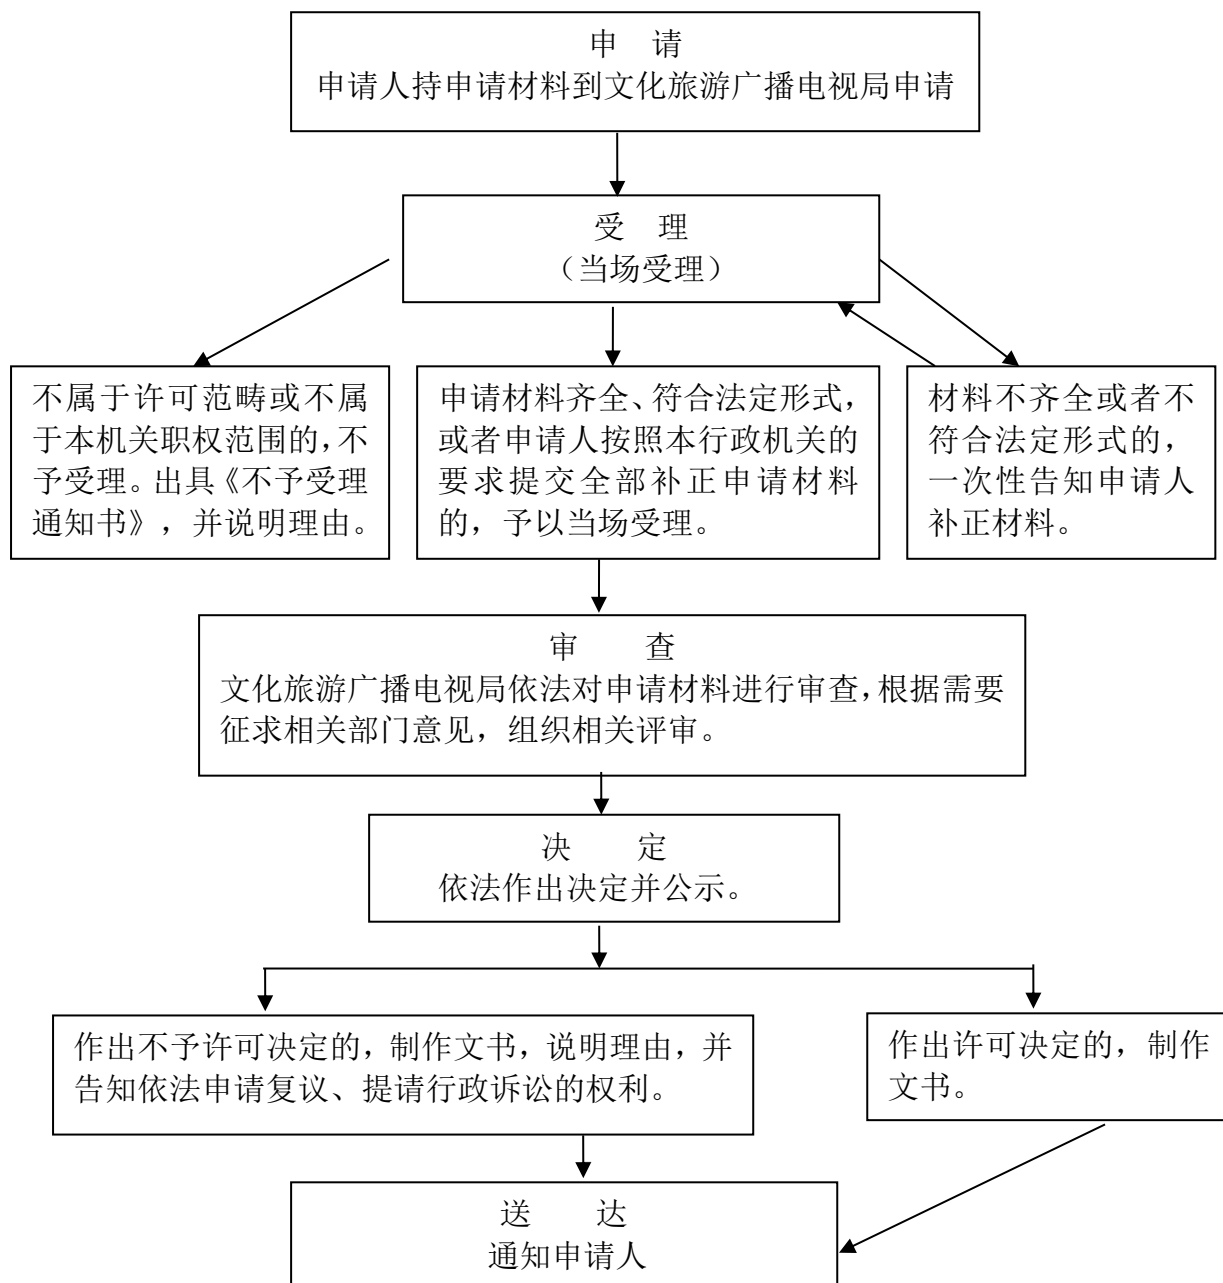 申 请
申请人持申请材料到文化旅游广播电视局申请
受 理
（当场受理）
不属于许可范畴或不属
于本机关职权范围的，不
予受理。出具《不予受理
通知书》，并说明理由。
申请材料齐全、符合法定形式，
或者申请人按照本行政机关的
要求提交全部补正申请材料
的，予以当场受理。
材料不齐全或者不
符合法定形式的，
一次性告知申请人
补正材料。
审 查
文化旅游广播电视局依法对申请材料进行审查，根据需要
征求相关部门意见，组织相关评审。
决 定
依法作出决定并公示。
作出不予许可决定的，制作文书，说明理由，并
告知依法申请复议、提请行政诉讼的权利。
作出许可决定的，制作
文书。
送 达
通知申请人